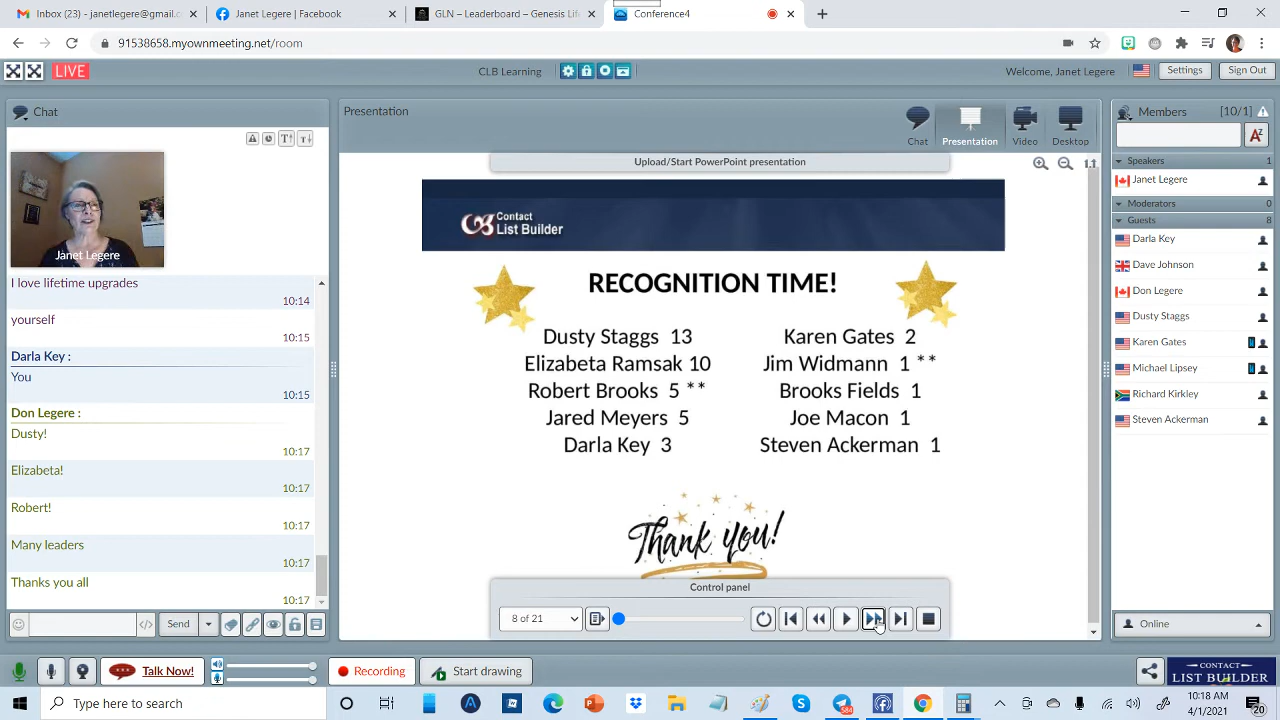 Gmail - Inbox - janetlegere@gm
Janet Legere | Facebook
GLN – Leaderboard – Genesis Life
Conference4
91538658.myownmeeting.net/room
LIVE
CLB Learning
Welcome, Janet Legere
Settings
Sign Out
Chat
Janet Legere
I love lifetime upgrades
10:14
yourself
10:15
Darla Key :
You
10:15
Don Legere :
Dusty!
10:17
Elizabeta!
10:17
Robert!
10:17
Many leaders
10:17
Thanks you all
10:17
Send
Presentation
Chat
Presentation
Video
Desktop
Upload/Start PowerPoint presentation
Contact
List Builder
RECOGNITION TIME!
Dusty Staggs 13
Elizabeta Ramsak 10
Robert Brooks 5 **
Jared Meyers 5
Darla Key 3
Karen Gates 2
Jim Widmann 1 **
Brooks Fields 1
Joe Macon 1
Steven Ackerman 1
Thank you!
Control panel
8 of 21
Members [10/1]
Speakers 1
Janet Legere
Moderators 0
Guests 8
Darla Key
Dave Johnson
Don Legere
Dusty Staggs
Karen Gates
Michael Lipsey
Richard Kirkley
Steven Ackerman
Online
Talk Now!
Recording
Start drawing
CONTACT
LIST BUILDER
Type here to search
584
10:18 AM
4/1/2021
20